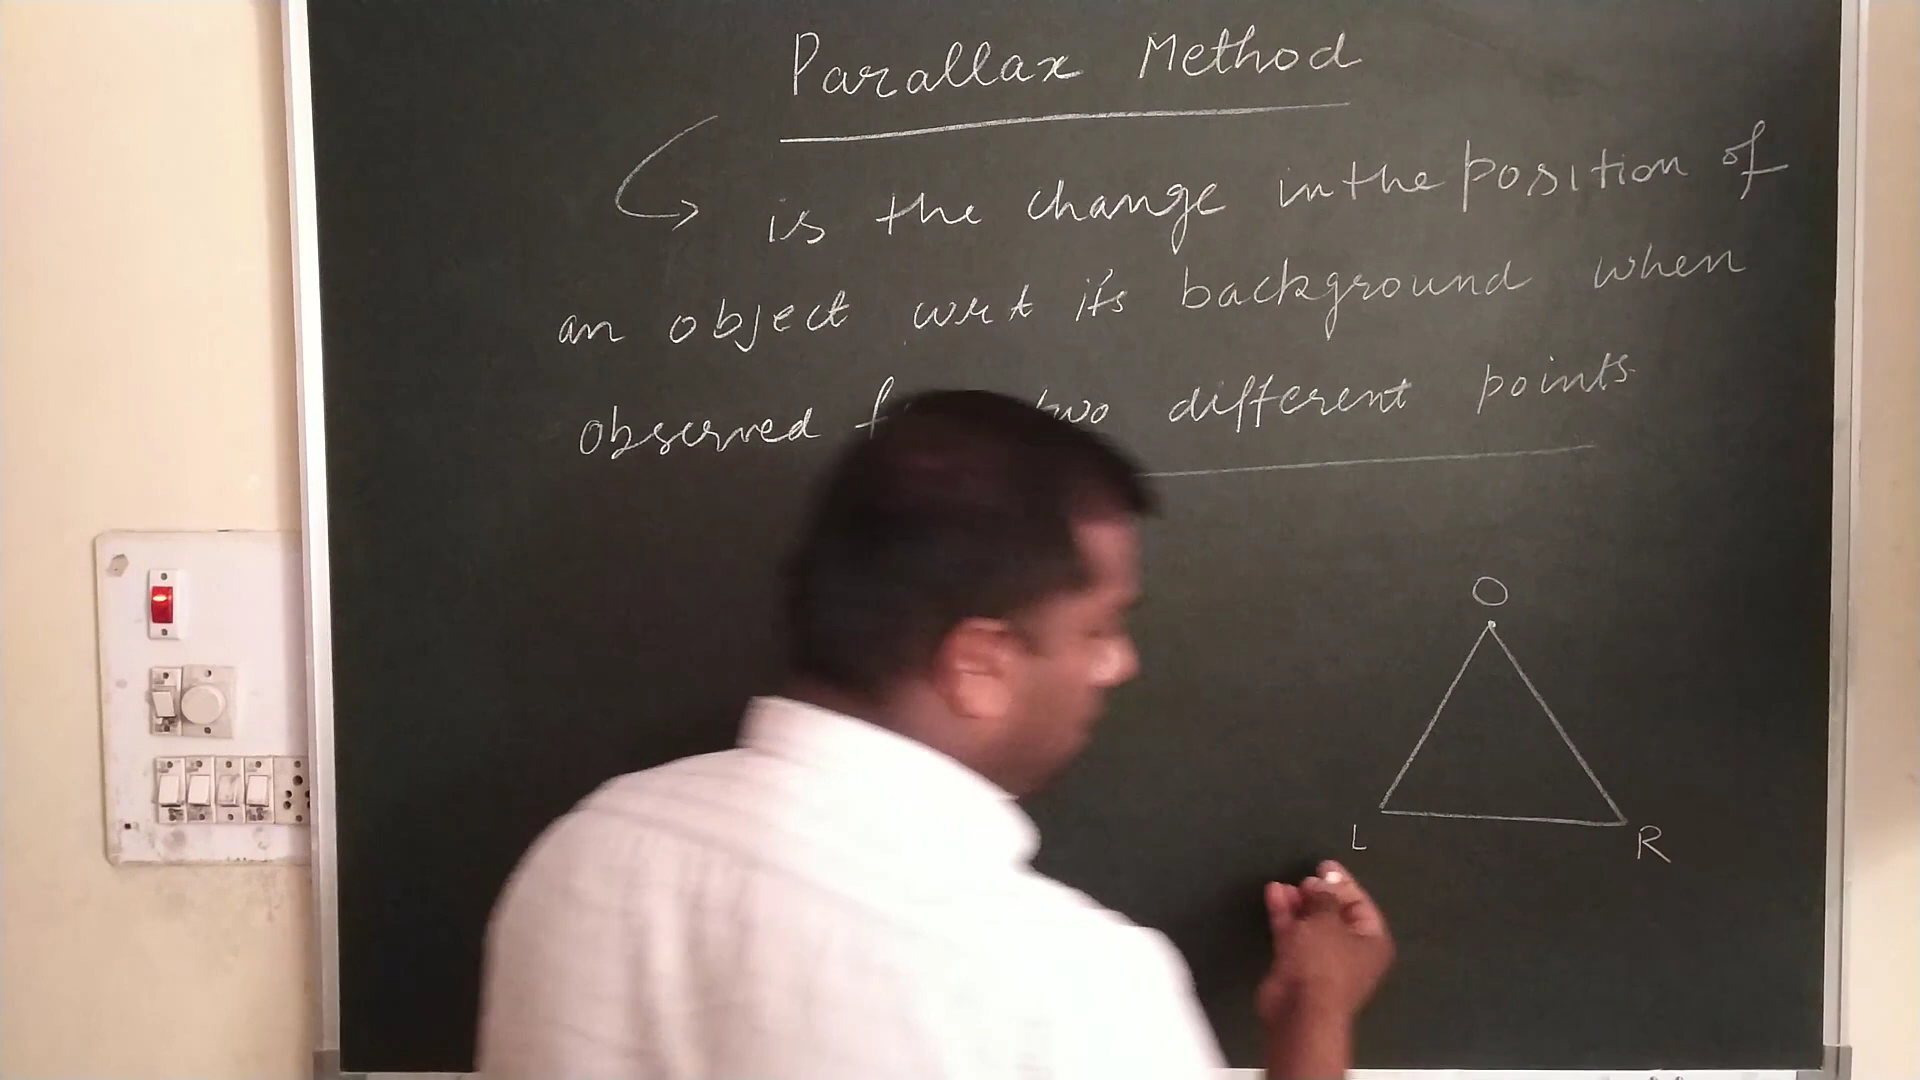 Parallax Method
is the change in the position of
an object wrt its background when
observed two different points
O
L R